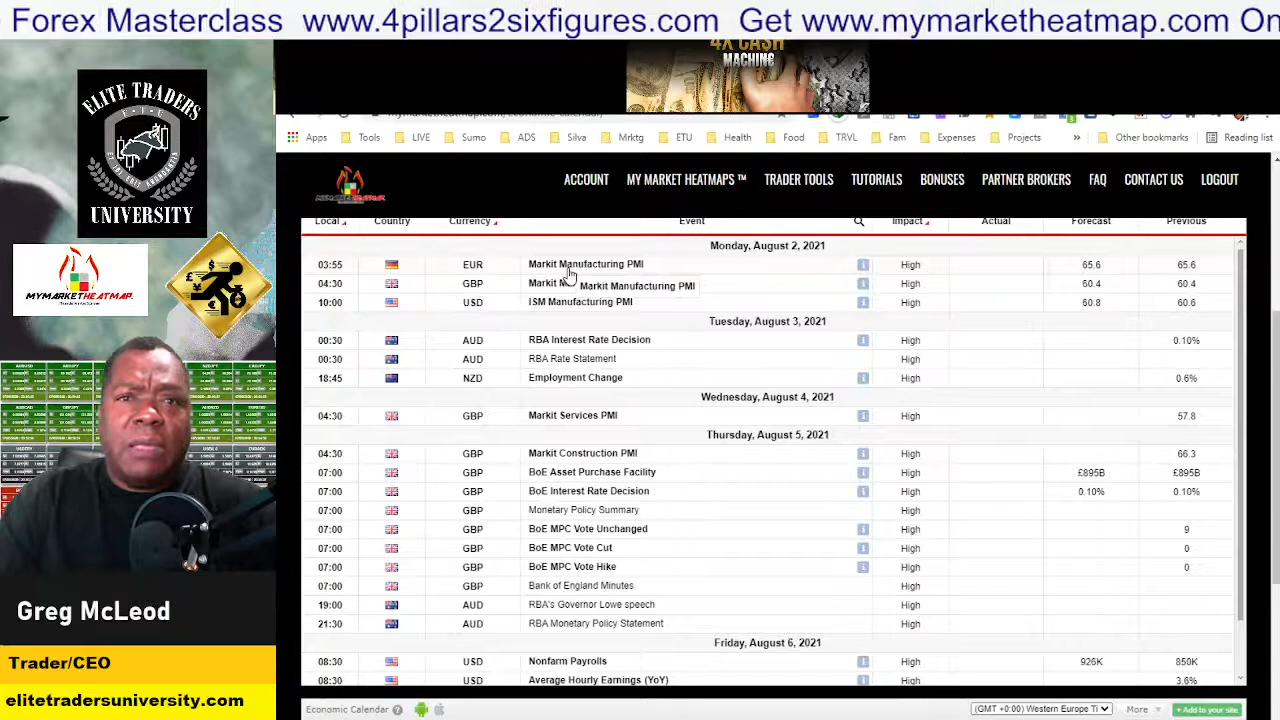 Forex Masterclass www.4pillars2sixfigures.com Get www.mymarketheatmap.com On
4X CASH
MACHINE
ELITE TRADERS
E · T · U
UNIVERSITY
MYMARKETHEATMAP.
Apps Tools LIVE Sumo ADS Silva Mrktg ETU Health Food TRVL Fam Expenses Projects » Other bookmarks Reading list
ACCOUNT MY MARKET HEATMAPS ™ TRADER TOOLS TUTORIALS BONUSES PARTNER BROKERS FAQ CONTACT US LOGOUT
Local Country Currency Event Impact Actual Forecast Previous
Monday, August 2, 2021
03:55 EUR Markit Manufacturing PMI High 65.6 65.6
04:30 GBP Markit M High 60.4 60.4
Markit Manufacturing PMI
10:00 USD ISM Manufacturing PMI High 60.8 60.6
Tuesday, August 3, 2021
00:30 AUD RBA Interest Rate Decision High 0.10%
00:30 AUD RBA Rate Statement High
18:45 NZD Employment Change High 0.6%
Wednesday, August 4, 2021
04:30 GBP Markit Services PMI High 57.8
Thursday, August 5, 2021
04:30 GBP Markit Construction PMI High 66.3
07:00 GBP BoE Asset Purchase Facility High £895B £895B
07:00 GBP BoE Interest Rate Decision High 0.10% 0.10%
07:00 GBP Monetary Policy Summary High
07:00 GBP BoE MPC Vote Unchanged High 9
07:00 GBP BoE MPC Vote Cut High 0
07:00 GBP BoE MPC Vote Hike High 0
07:00 GBP Bank of England Minutes High
19:00 AUD RBA's Governor Lowe speech High
21:30 AUD RBA Monetary Policy Statement High
Friday, August 6, 2021
08:30 USD Nonfarm Payrolls High 926K 850K
08:30 USD Average Hourly Earnings (YoY) High 3.6%
Economic Calendar (GMT +0:00) Western Europe Ti More + Add to your site
Greg McLeod
Trader/CEO
elitetradersuniversity.com